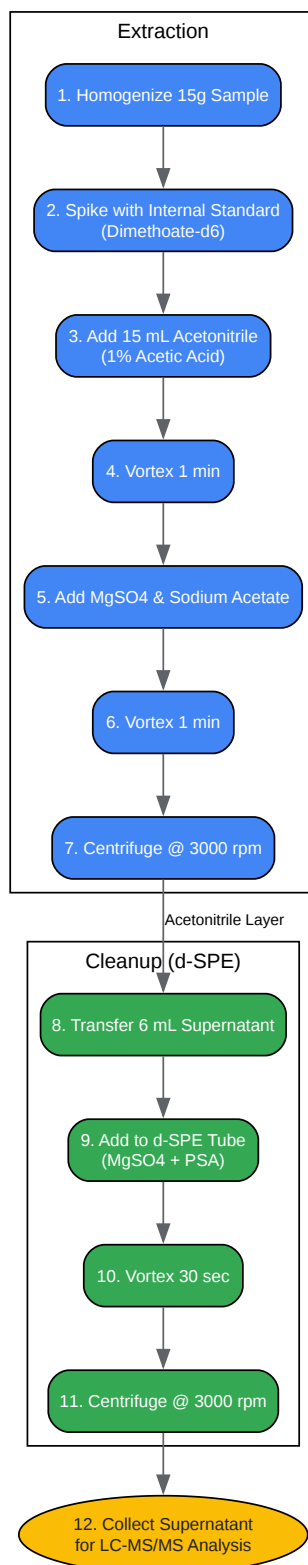 Extraction
1. Homogenize 15g Sample
2. Spike with Internal Standard
(Dimethoate-d6)
3. Add 15 mL Acetonitrile
(1% Acetic Acid)
4. Vortex 1 min
5. Add MgSO4 & Sodium Acetate
6. Vortex 1 min
7. Centrifuge @ 3000 rpm
Acetonitrile Layer
Cleanup (d-SPE)
8. Transfer 6 mL Supernatant
9. Add to d-SPE Tube
(MgSO4 + PSA)
10. Vortex 30 sec
11. Centrifuge @ 3000 rpm
12. Collect Supernatant
for LC-MS/MS Analysis